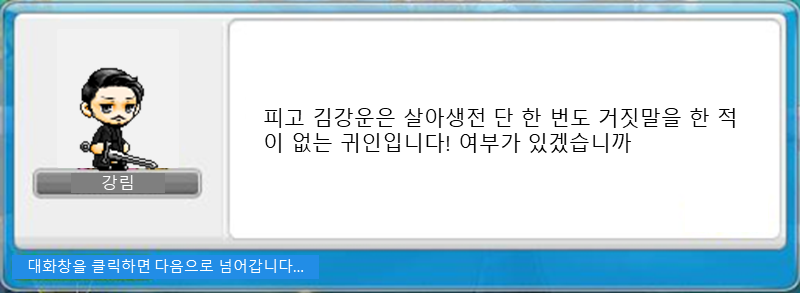 피고 김강운은 살아생전 단 한 번도 거짓말을 한 적
이 없는 귀인입니다! 여부가 있겠습니까
강림
대화창을 클릭하면 다음으로 넘어갑니다...